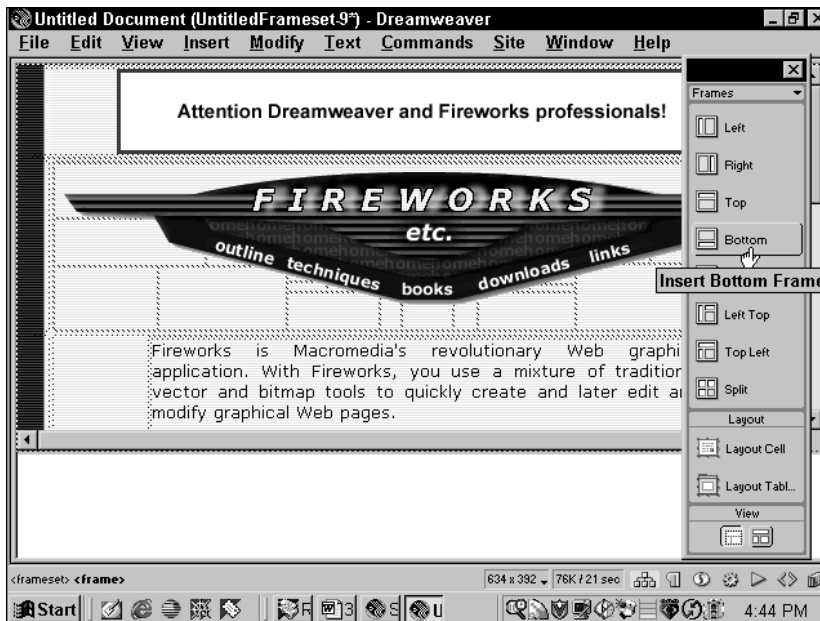 Untitled Document (UntitledFrameset-9*) - Dreamweaver
File Edit View Insert Modify Text Commands Site Window Help
Attention Dreamweaver and Fireworks professionals!
FIREWORKS
etc.
outline techniques books downloads links
Fireworks is Macromedia's revolutionary Web
application. With Fireworks, you use a mixture of
vector and bitmap tools to quickly create and later edit
modify graphical Web pages.
Frames
Left
Right
Top
Bottom
Insert Bottom Frame
Left Top
Top Left
Split
Layout
Layout Cell
Layout Tabl...
View
<frameset> <frame>
634 x 392 76K / 21 sec
Start
4:44 PM